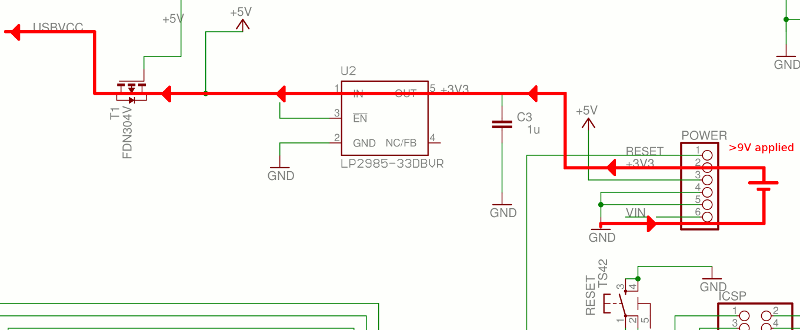 USBVCC
+5V
+5V
T1
FDN304V
U2
1
IN
OUT
5
+3V3
3
EN
2
GND
NC/FB
4
LP2985-33DBVR
GND
C3
1u
GND
+5V
POWER
>9V applied
RESET
+3V3
VIN
1
2
3
4
5
6
GND
GND
RESET
TS42
3
4
1
2
5
GND
ICSP
1
2
3
4